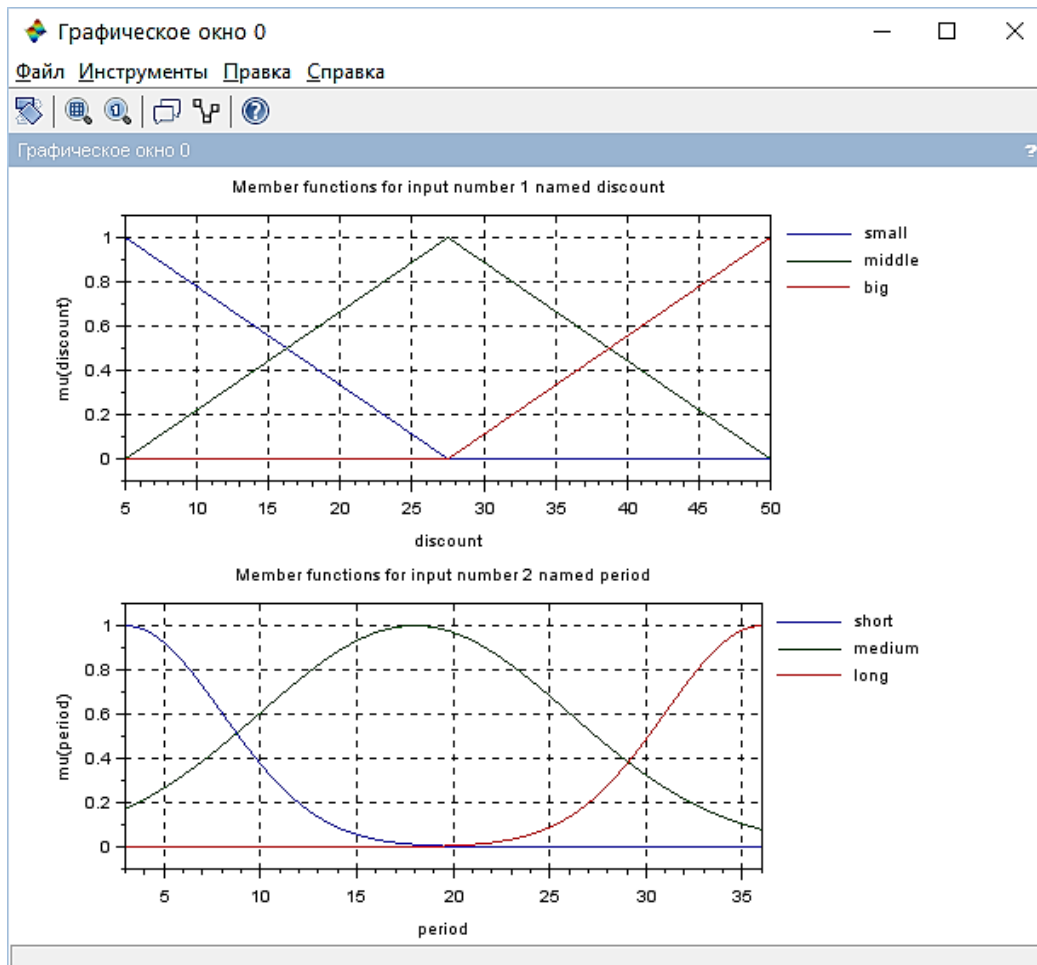 Графическое окно 0
Файл Инструменты Правка Справка
Графическое окно 0 ?
Member functions for input number 1 named discount
mu(discount)
1
0.8
0.6
0.4
0.2
0
5 10 15 20 25 30 35 40 45 50
discount
small
middle
big
Member functions for input number 2 named period
mu(period)
1
0.8
0.6
0.4
0.2
0
5 10 15 20 25 30 35
period
short
medium
long